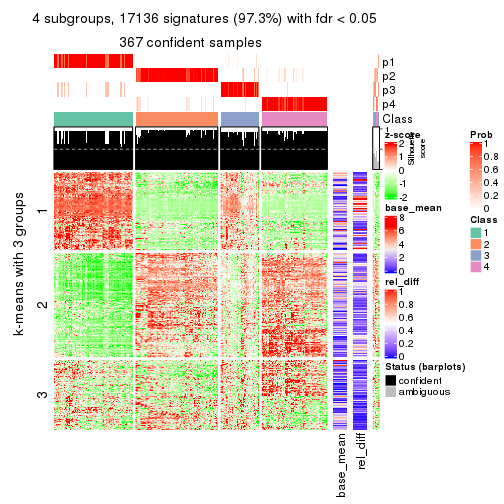 4 subgroups, 17136 signatures (97.3%) with fdr < 0.05
367 confident samples
p1
p2
p3
p4
Class
1
Silhouette
score
k-means with 3 groups
1
2
3
base_mean
rel_diff
z-score
2
1
0
-1
-2
base_mean
8
6
4
2
0
rel_diff
1
0.8
0.6
0.4
0.2
0
Status (barplots)
confident
ambiguous
Prob
1
0.8
0.6
0.4
0.2
0
Class
1
2
3
4